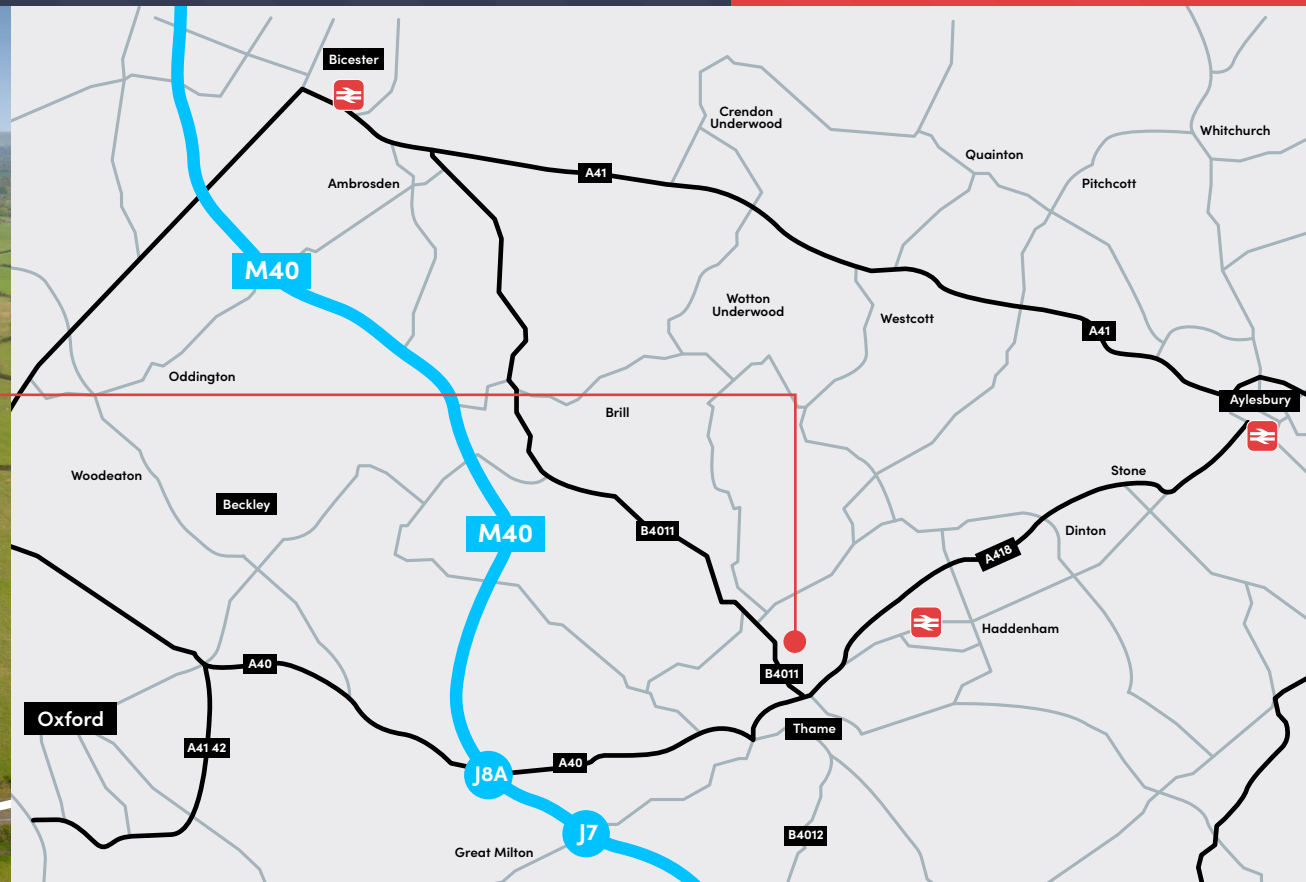 Bicester
Crendon
Underwood
Whitchurch
Quainton
A41
Ambrosden
Pitchcott
M40
Wotton
Underwood
Westcott
A41
Oddington
Aylesbury
Brill
Woodeaton
Stone
Beckley
M40
B4011
Dinton
A418
Haddenham
A40
B4011
Oxford
Thame
A41 42
A40
J8A
J7
B4012
Great Milton